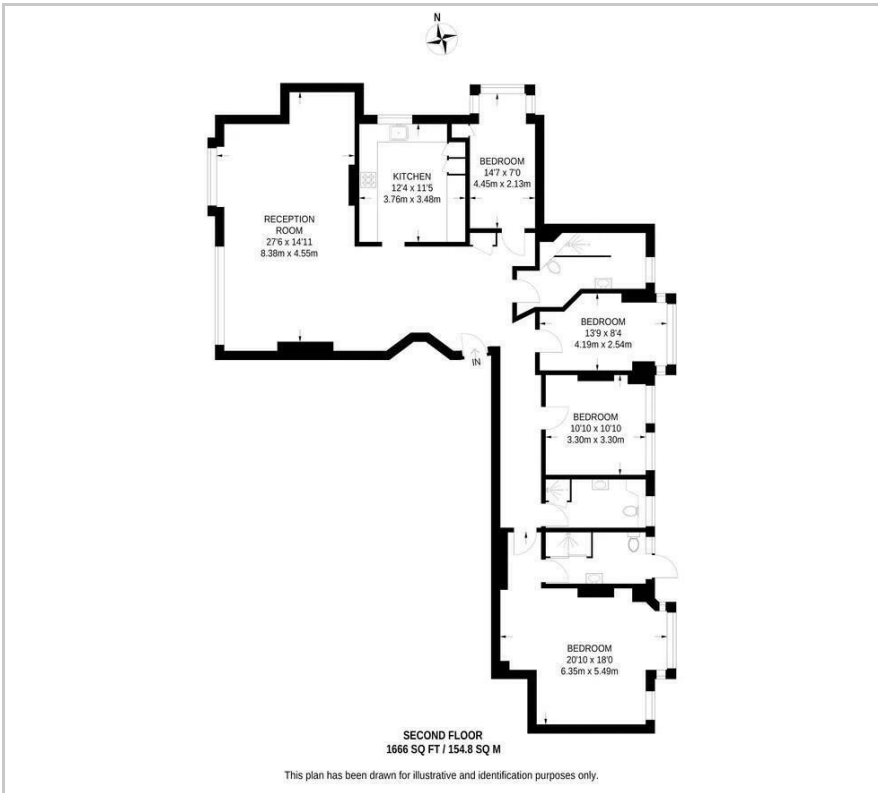 N
BEDROOM
14'7 x 7'0
4.45m x 2.13m
KITCHEN
12'4 x 11'5
3.76m x 3.48m
RECEPTION
ROOM
27'6 x 14'11
8.38m x 4.55m
BEDROOM
13'9 x 8'4
4.19m x 2.54m
IN
BEDROOM
10'10 x 10'10
3.30m x 3.30m
BEDROOM
20'10 x 18'0
6.35m x 5.49m
SECOND FLOOR
1666 SQ FT / 154.8 SQ M
This plan has been drawn for illustrative and identification purposes only.